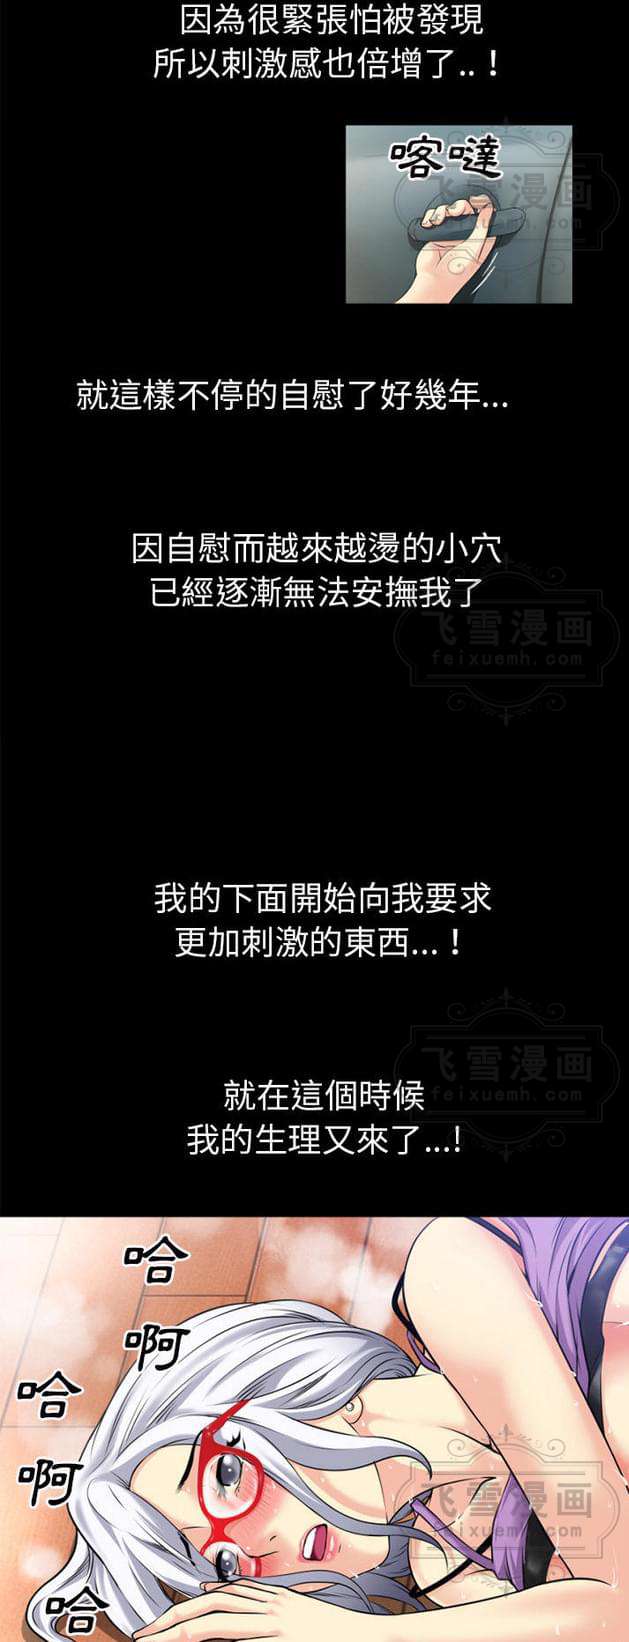 因為很緊張怕被發現
所以刺激感也倍增了..！
喀噠
飞雪漫画
就這樣不停的自慰了好幾年...
因自慰而越來越燙的小穴
已經逐漸無法安撫我了
飞雪漫画
feixuemh.com
我的下面開始向我要求
更加刺激的東西...！
飞雪漫画
feixuemh.com
就在這個時候
我的生理又來了...!
哈
啊
哈
啊
飞雪漫画
feixuemh.com
哈